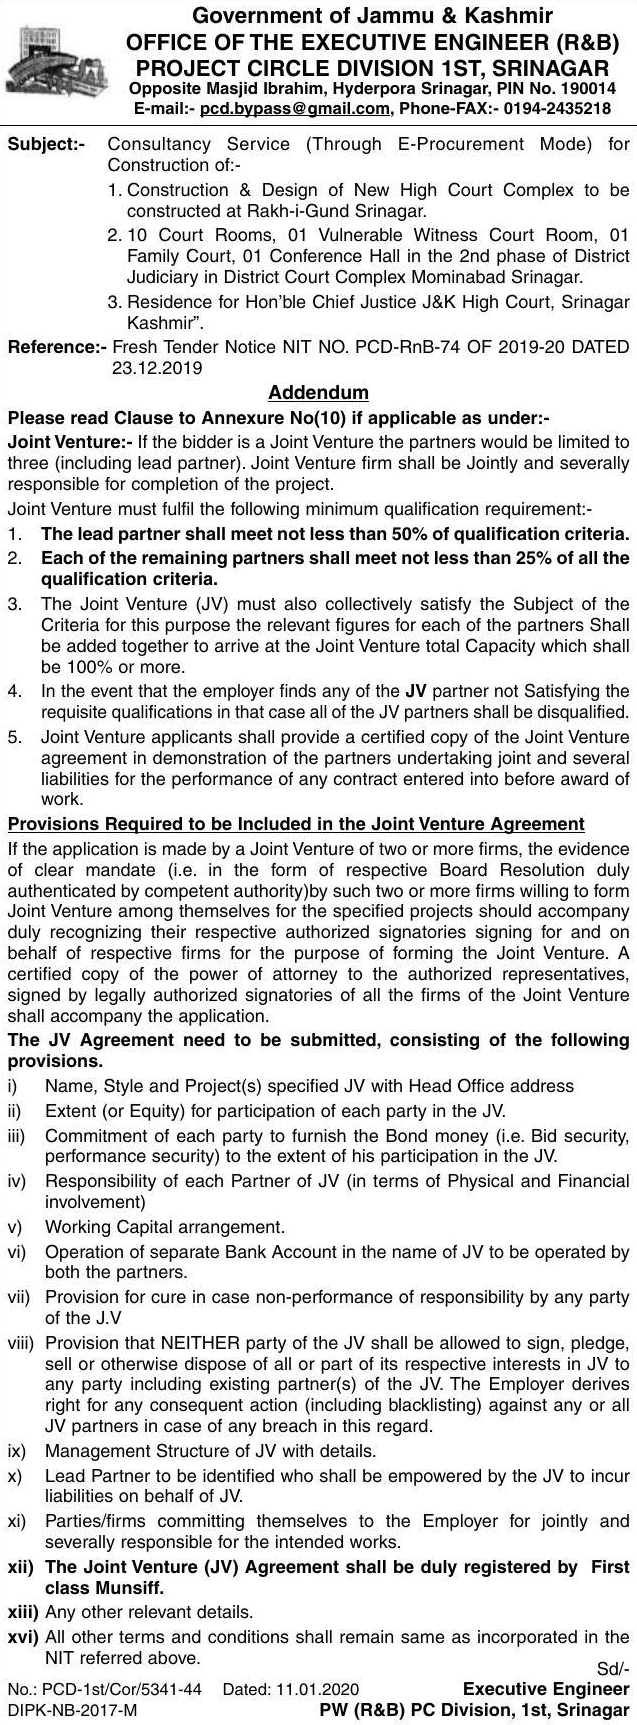 Government of Jammu & Kashmir
OFFICE OF THE EXECUTIVE ENGINEER (R&B)
PROJECT CIRCLE DIVISION 1ST, SRINAGAR
Opposite Masjid Ibrahim, Hyderpora Srinagar, PIN No. 190014
E-mail:- pcd.bypass@gmail.com, Phone-FAX:- 0194-2435218
Subject:- Consultancy Service (Through E-Procurement Mode) for
Construction of:-
1. Construction & Design of New High Court Complex to be
constructed at Rakh-i-Gund Srinagar.
2. 10 Court Rooms, 01 Vulnerable Witness Court Room, 01
Family Court, 01 Conference Hall in the 2nd phase of District
Judiciary in District Court Complex Mominabad Srinagar.
3. Residence for Hon'ble Chief Justice J&K High Court, Srinagar
Kashmir”.
Reference:- Fresh Tender Notice NIT NO. PCD-RnB-74 OF 2019-20 DATED
23.12.2019
Addendum
Please read Clause to Annexure No(10) if applicable as under:-
Joint Venture:- If the bidder is a Joint Venture the partners would be limited to
three (including lead partner). Joint Venture firm shall be Jointly and severally
responsible for completion of the project.
Joint Venture must fulfil the following minimum qualification requirement:-
1. The lead partner shall meet not less than 50% of qualification criteria.
2. Each of the remaining partners shall meet not less than 25% of all the
qualification criteria.
3. The Joint Venture (JV) must also collectively satisfy the Subject of the
Criteria for this purpose the relevant figures for each of the partners Shall
be added together to arrive at the Joint Venture total Capacity which shall
be 100% or more.
4. In the event that the employer finds any of the JV partner not Satisfying the
requisite qualifications in that case all of the JV partners shall be disqualified.
5. Joint Venture applicants shall provide a certified copy of the Joint Venture
agreement in demonstration of the partners undertaking joint and several
liabilities for the performance of any contract entered into before award of
work.
Provisions Required to be Included in the Joint Venture Agreement
If the application is made by a Joint Venture of two or more firms, the evidence
of clear mandate (i.e. in the form of respective Board Resolution duly
authenticated by competent authority)by such two or more firms willing to form
Joint Venture among themselves for the specified projects should accompany
duly recognizing their respective authorized signatories signing for and on
behalf of respective firms for the purpose of forming the Joint Venture. A
certified copy of the power of attorney to the authorized representatives,
signed by legally authorized signatories of all the firms of the Joint Venture
shall accompany the application.
The JV Agreement need to be submitted, consisting of the following
provisions.
i) Name, Style and Project(s) specified JV with Head Office address
ii) Extent (or Equity) for participation of each party in the JV.
iii) Commitment of each party to furnish the Bond money (i.e. Bid security,
performance security) to the extent of his participation in the JV.
iv) Responsibility of each Partner of JV (in terms of Physical and Financial
involvement)
v) Working Capital arrangement.
vi) Operation of separate Bank Account in the name of JV to be operated by
both the partners.
vii) Provision for cure in case non-performance of responsibility by any party
of the J.V
viii) Provision that NEITHER party of the JV shall be allowed to sign, pledge,
sell or otherwise dispose of all or part of its respective interests in JV to
any party including existing partner(s) of the JV. The Employer derives
right for any consequent action (including blacklisting) against any or all
JV partners in case of any breach in this regard.
ix) Management Structure of JV with details.
x) Lead Partner to be identified who shall be empowered by the JV to incur
liabilities on behalf of JV.
xi) Parties/firms committing themselves to the Employer for jointly and
severally responsible for the intended works.
xii) The Joint Venture (JV) Agreement shall be duly registered by First
class Munsiff.
xiii) Any other relevant details.
xvi) All other terms and conditions shall remain same as incorporated in the
NIT referred above.
Sd/-
No.: PCD-1st/Cor/5341-44 Dated: 11.01.2020 Executive Engineer
DIPK-NB-2017-M PW (R&B) PC Division, 1st, Srinagar